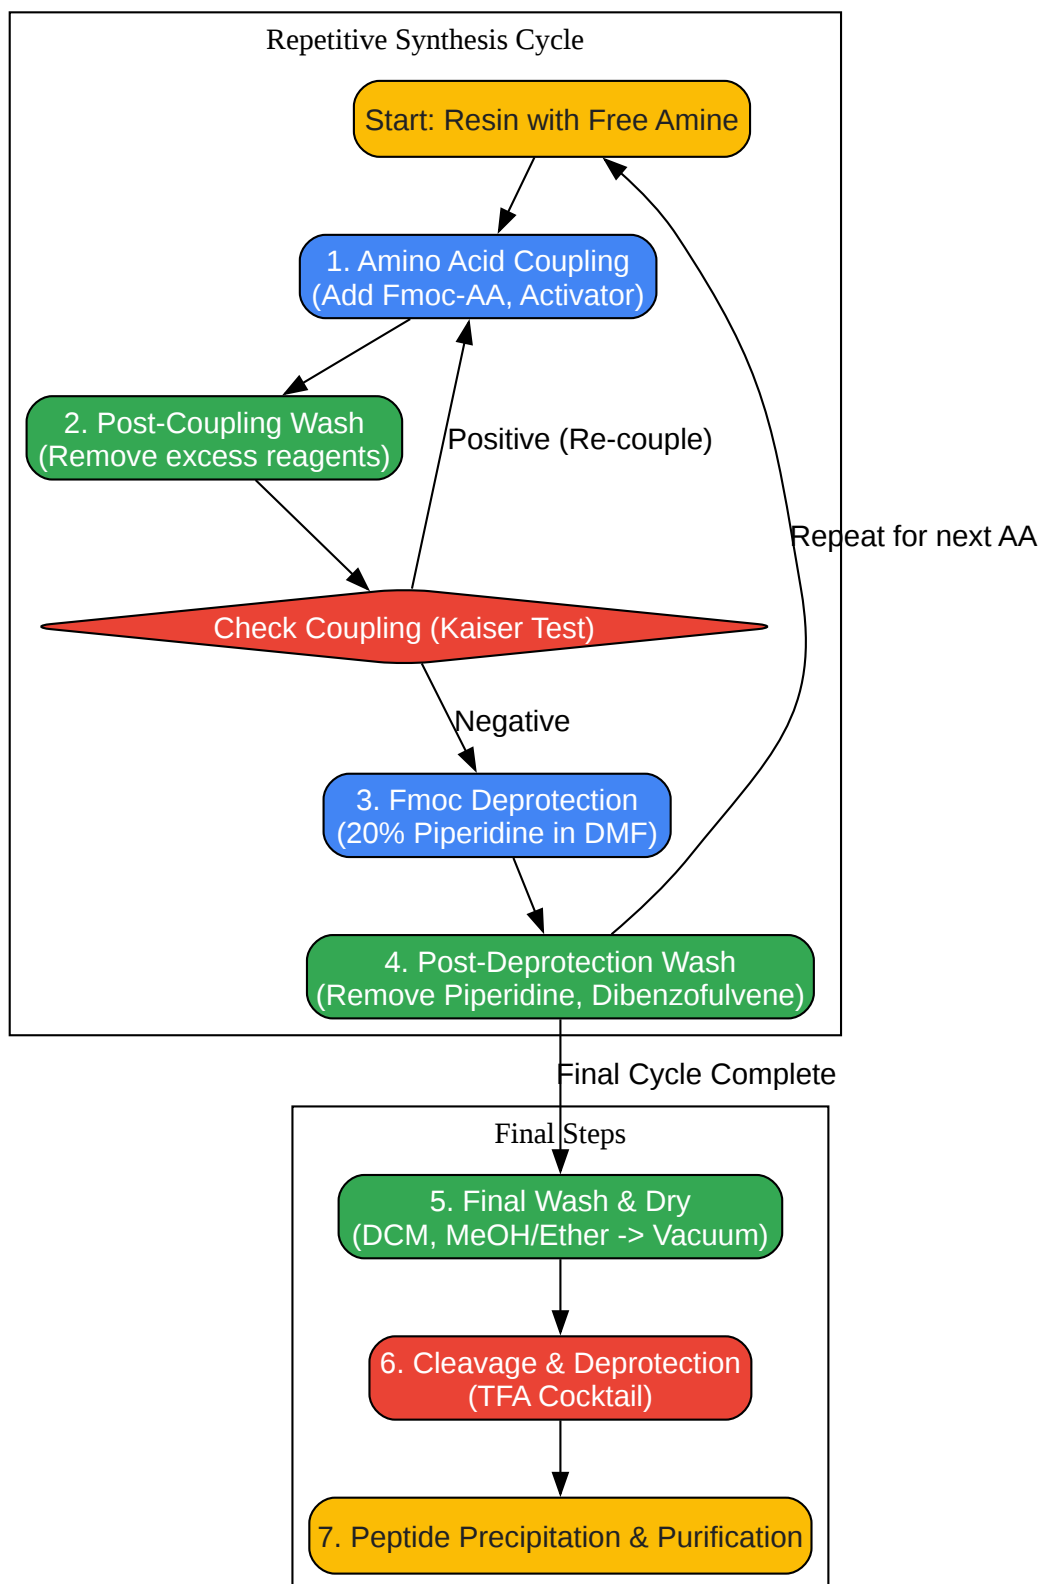 Repetitive Synthesis Cycle
Start: Resin with Free Amine
1. Amino Acid Coupling
(Add Fmoc-AA, Activator)
2. Post-Coupling Wash
(Remove excess reagents)
Positive (Re-couple)
Repeat for next AA
Check Coupling (Kaiser Test)
Negative
3. Fmoc Deprotection
(20% Piperidine in DMF)
4. Post-Deprotection Wash
(Remove Piperidine, Dibenzofulvene)
Final Cycle Complete
Final Steps
5. Final Wash & Dry
(DCM, MeOH/Ether -> Vacuum)
6. Cleavage & Deprotection
(TFA Cocktail)
7. Peptide Precipitation & Purification